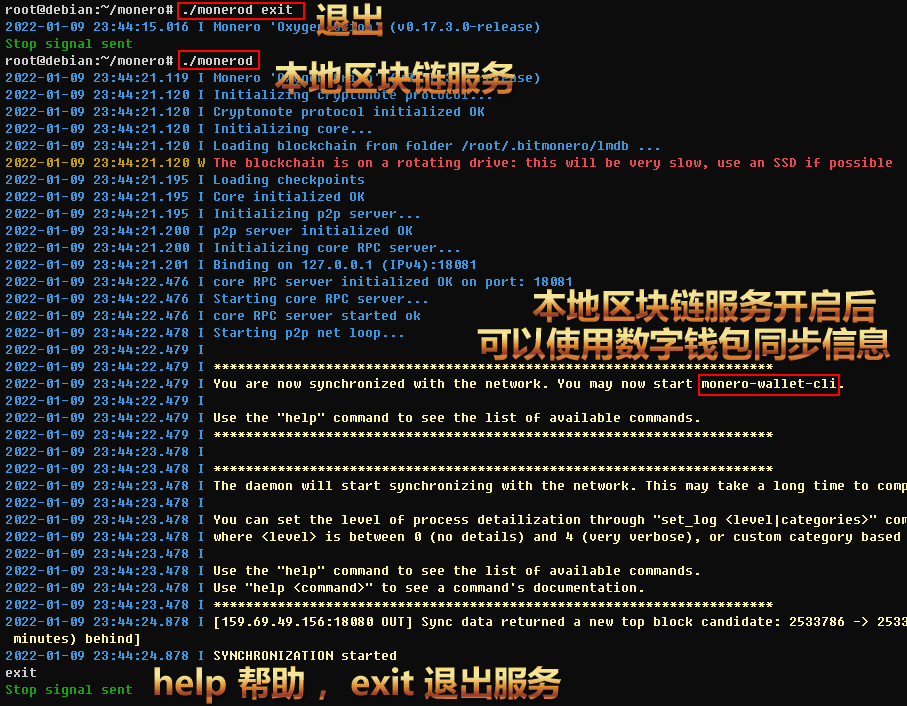 root@debian:~/monero# ./monerod exit
退出
2022-01-09 23:44:15.016 I Monero 'Oxygen (v0.17.3.0-release)
Stop signal sent
root@debian:~/monero# ./monerod
本地区块链服务
2022-01-09 23:44:21.119 I Monero
2022-01-09 23:44:21.120 I Initializing cryptonote protocol...
2022-01-09 23:44:21.120 I Cryptonote protocol initialized OK
2022-01-09 23:44:21.120 I Initializing core...
2022-01-09 23:44:21.120 I Loading blockchain from folder /root/.bitmonero/lmdb ...
2022-01-09 23:44:21.120 W The blockchain is on a rotating drive: this will be very slow, use an SSD if possible
2022-01-09 23:44:21.195 I Loading checkpoints
2022-01-09 23:44:21.195 I Core initialized OK
2022-01-09 23:44:21.195 I Initializing p2p server...
2022-01-09 23:44:21.200 I p2p server initialized OK
2022-01-09 23:44:21.200 I Initializing core RPC server...
2022-01-09 23:44:21.201 I Binding on 127.0.0.1 (IPv4):18081
2022-01-09 23:44:22.476 I core RPC server initialized OK on port: 18081
2022-01-09 23:44:22.476 I Starting core RPC server...
2022-01-09 23:44:22.476 I core RPC server started ok
2022-01-09 23:44:22.478 I Starting p2p net loop...
本地区块链服务开启后
可以使用数字钱包同步信息
2022-01-09 23:44:22.479 I
2022-01-09 23:44:22.479 I **********************************************************************
2022-01-09 23:44:22.479 I You are now synchronized with the network. You may now start monero-wallet-cli.
2022-01-09 23:44:22.479 I
2022-01-09 23:44:22.479 I Use the "help" command to see the list of available commands.
2022-01-09 23:44:22.479 I **********************************************************************
2022-01-09 23:44:23.478 I
2022-01-09 23:44:23.478 I **********************************************************************
2022-01-09 23:44:23.478 I The daemon will start synchronizing with the network. This may take a long time to comp
2022-01-09 23:44:23.478 I
2022-01-09 23:44:23.478 I You can set the level of process detailization through "set_log <level|categories>" com
2022-01-09 23:44:23.478 I where <level> is between 0 (no details) and 4 (very verbose), or custom category based
2022-01-09 23:44:23.478 I
2022-01-09 23:44:23.478 I Use the "help" command to see the list of available commands.
2022-01-09 23:44:23.478 I Use "help <command>" to see a command's documentation.
2022-01-09 23:44:23.478 I **********************************************************************
2022-01-09 23:44:24.878 I [159.69.49.156:18080 OUT] Sync data returned a new top block candidate: 2533786 -> 2533
minutes) behind]
2022-01-09 23:44:24.878 I SYNCHRONIZATION started
exit
Stop signal sent
help 帮助 , exit 退出服务